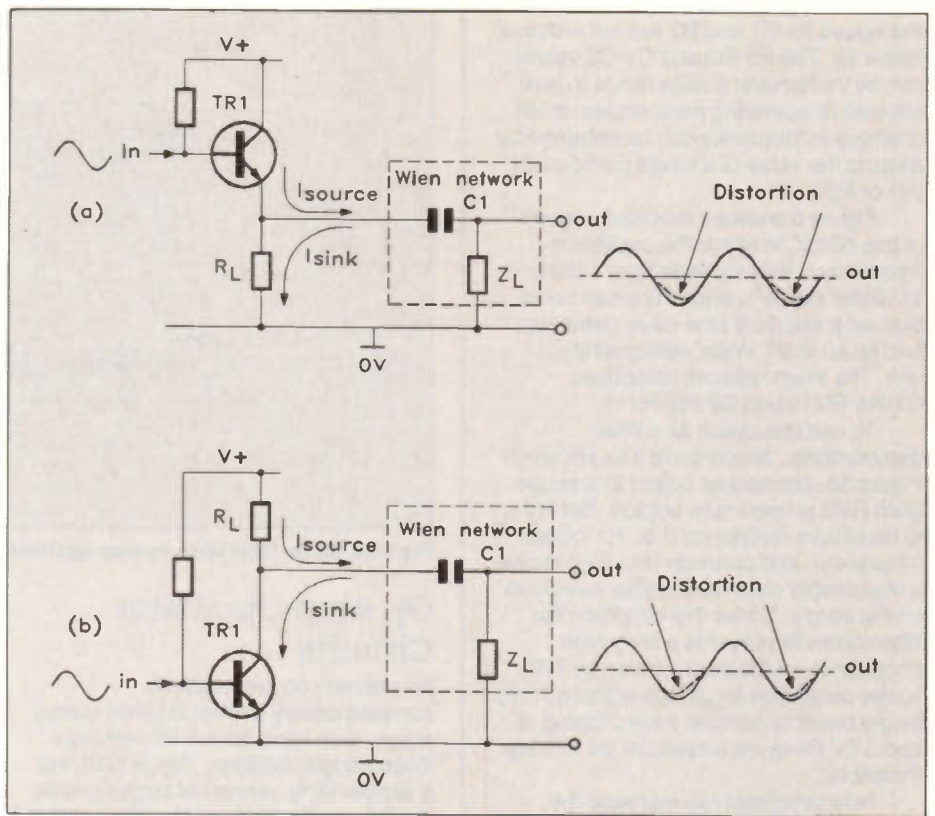 V+
TR1
In
(a)
Isource
Wien network
C1
out
Distortion
Isink
RL
ZL
out
0V
V+
RL
Isource
Wien network
C1
out
Distortion
Isink
(b)
TR1
in
ZL
out
0V